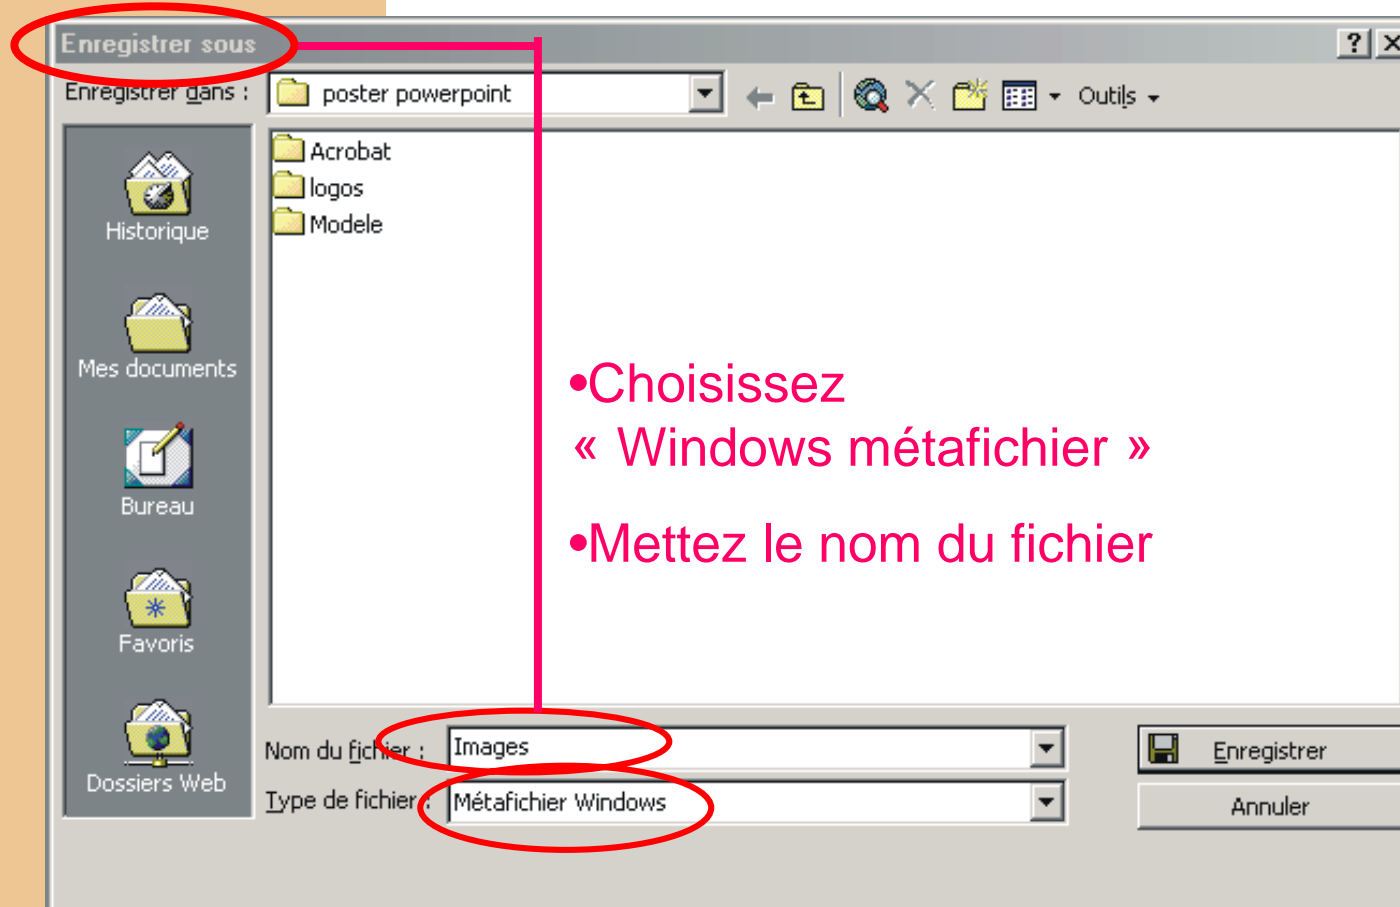 Enregistrer sous
Enregistrer dans :
poster powerpoint
Outils
Acrobat
logos
Modele
Historique
Mes documents
Bureau
Favoris
Dossiers Web
•Choisissez
« Windows métafichier »
•Mettez le nom du fichier
Nom du fichier : Images
Enregistrer
Type de fichier : Métafichier Windows
Annuler